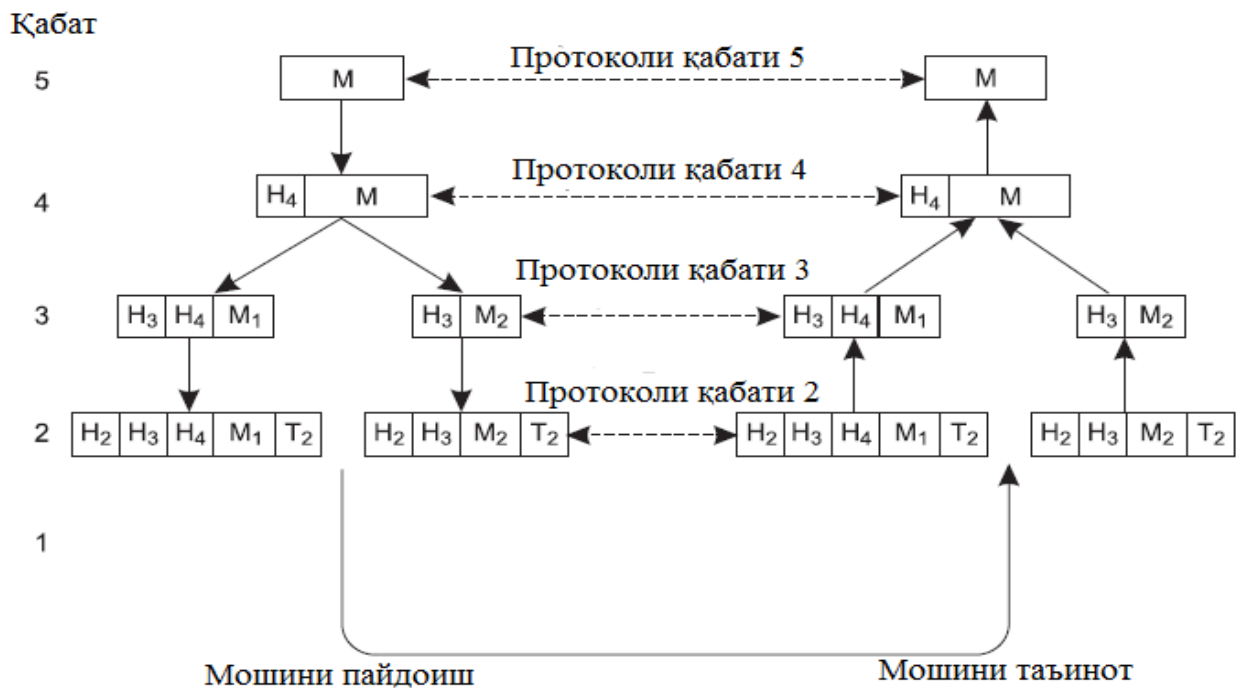 Қабат
5 M Протоколи қабати 5 M
4 H₄ M Протоколи қабати 4 H₄ M
Протоколи қабати 3
3 H₃ H₄ M₁ H₃ M₂ H₃ H₄ M₁ H₃ M₂
Протоколи қабати 2
2 H₂ H₃ H₄ M₁ T₂ H₂ H₃ M₂ T₂ H₂ H₃ H₄ M₁ T₂ H₂ H₃ M₂ T₂
1
Мошини пайдоиш Мошини таъинот